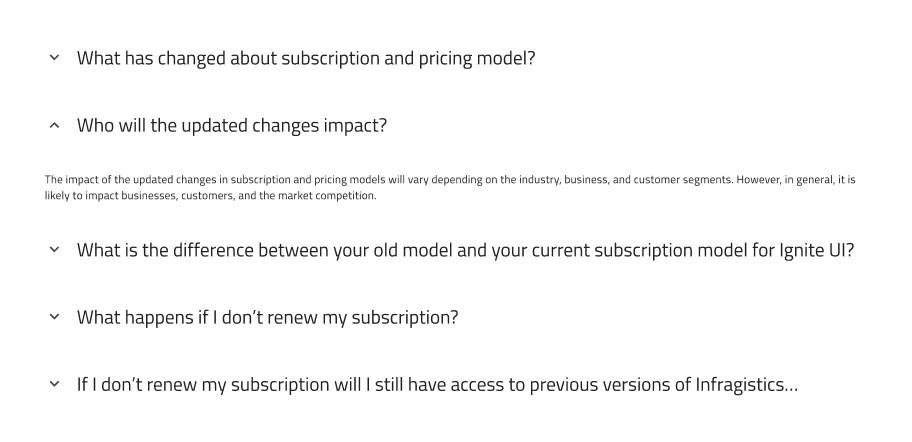 What has changed about subscription and pricing model?
Who will the updated changes impact?
The impact of the updated changes in subscription and pricing models will vary depending on the industry, business, and customer segments. However, in general, it is
likely to impact businesses, customers, and the market competition.
What is the difference between your old model and your current subscription model for Ignite UI?
What happens if I don’t renew my subscription?
If I don’t renew my subscription will I still have access to previous versions of Infragistics...